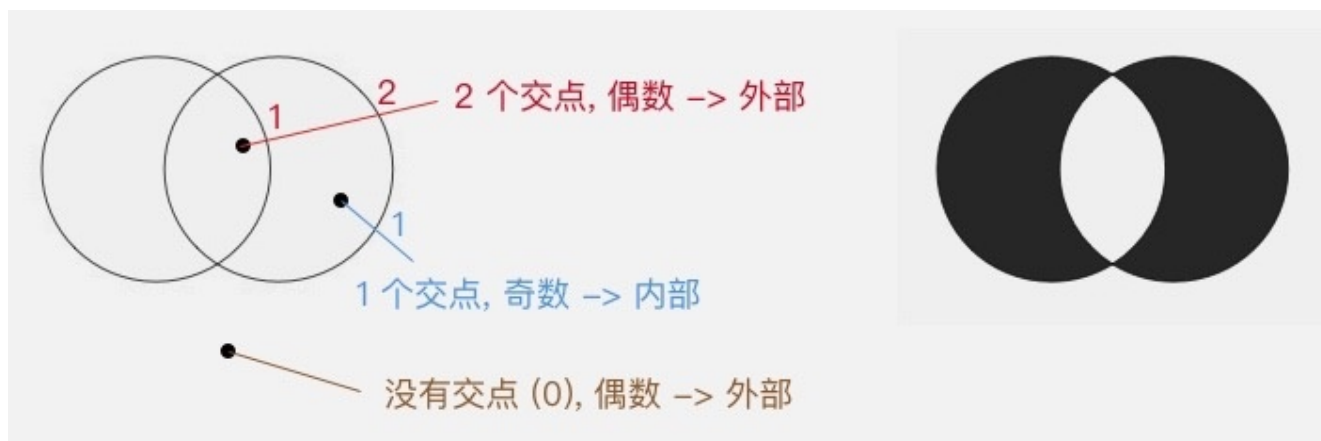 2
1
2 个交点, 偶数 -> 外部
1
1 个交点, 奇数 -> 内部
没有交点 (0), 偶数 -> 外部